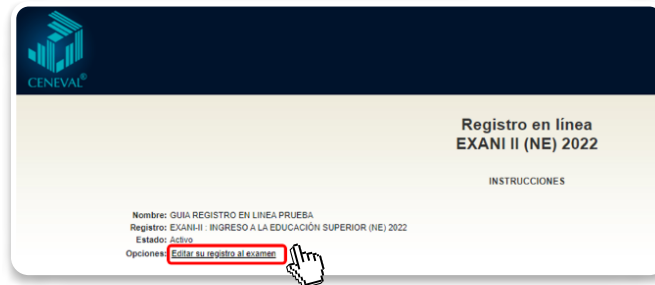 CENEVAL®
Registro en línea
EXANI II (NE) 2022
INSTRUCCIONES
Nombre: GUIA REGISTRO EN LINEA PRUEBA
Registro: EXANI-II : INGRESO A LA EDUCACIÓN SUPERIOR (NE) 2022
Estado: Activo
Opciones: Editar su registro al examen